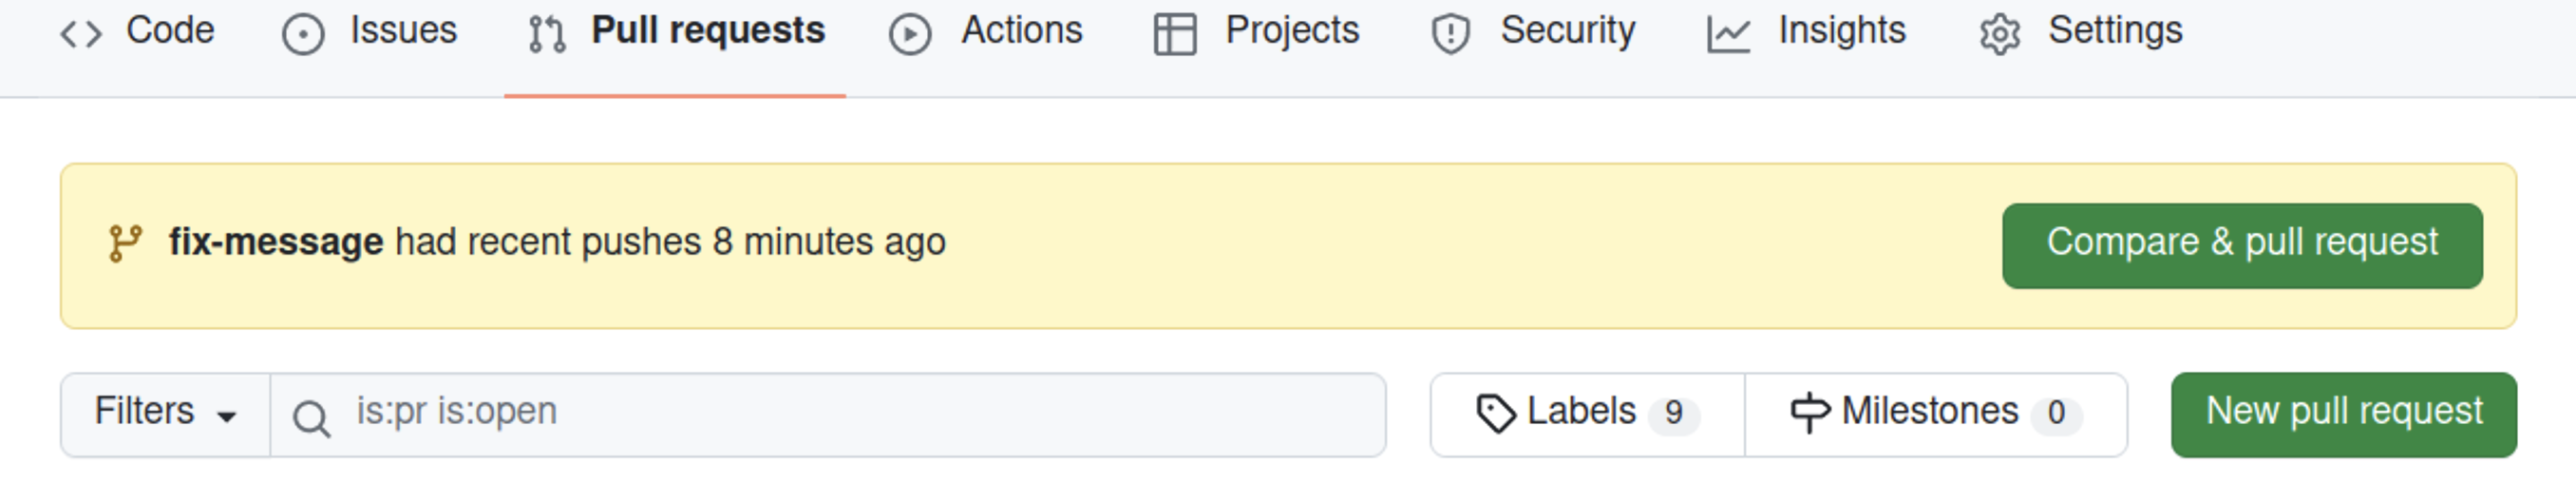 Code Issues Pull requests Actions Projects Security Insights Settings
fix-message had recent pushes 8 minutes ago Compare & pull request
Filters is:pr is:open Labels 9 Milestones 0 New pull request